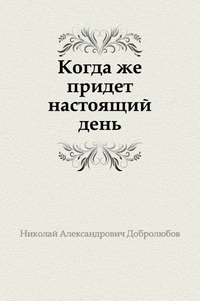 Когда же
придет
настоящий
день
Николай Александрович Добролюбов